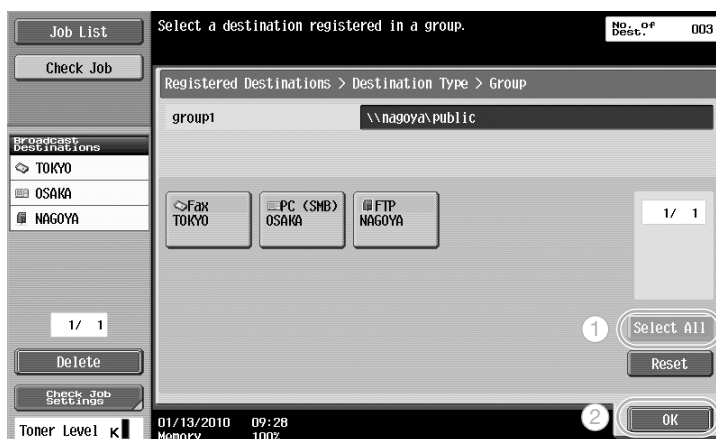 Job List
Check Job
Select a destination registered in a group.
No. of
Dest.
003
Registered Destinations > Destination Type > Group
group1
\\nagoya\public
Broadcast
Destinations
TOKYO
OSAKA
NAGOYA
Fax
TOKYO
PC (SMB)
OSAKA
FTP
NAGOYA
1/ 1
1/ 1
Delete
Check Job
Settings
Toner Level K
1
Select All
Reset
2
OK
01/13/2010 09:28
Memory 100%